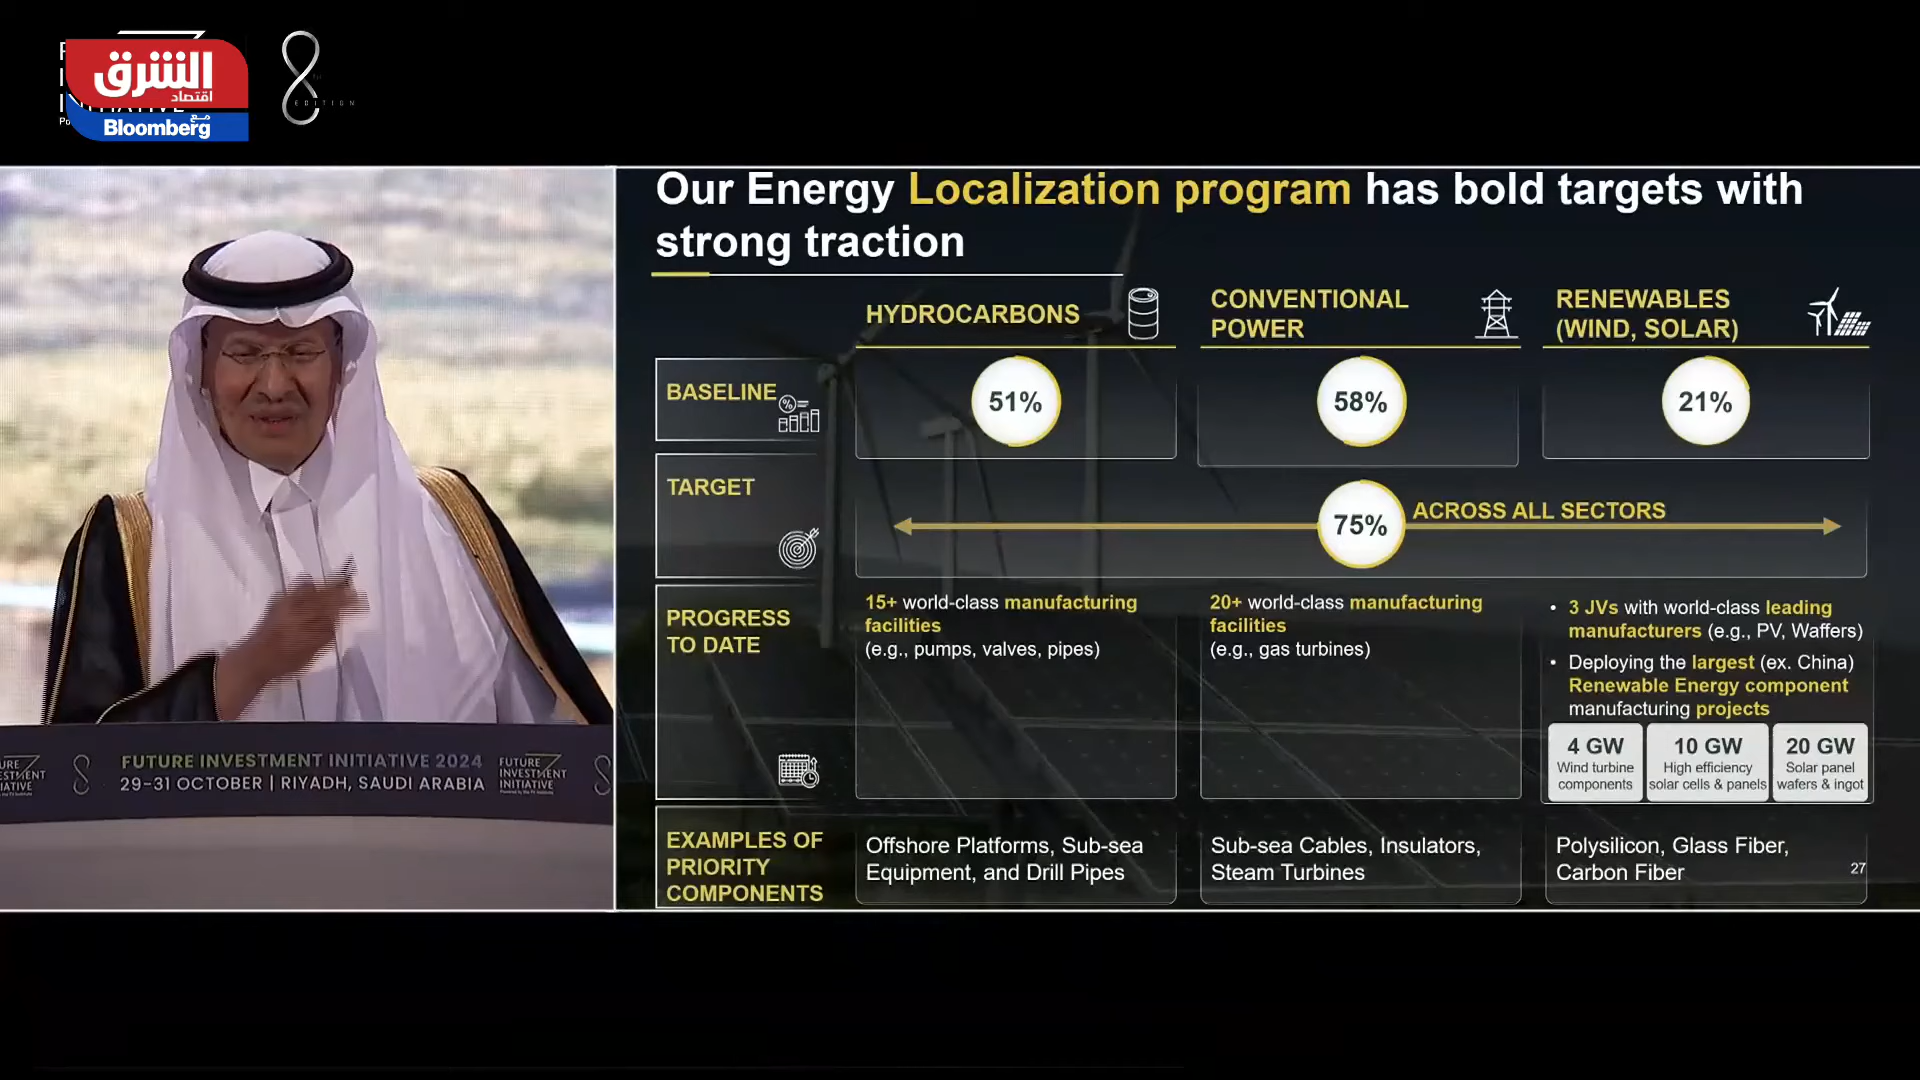 الشرق
اقتصاد
مع
Bloomberg
EDITION
Our Energy Localization program has bold targets with
strong traction
HYDROCARBONS
CONVENTIONAL
POWER
RENEWABLES
(WIND, SOLAR)
BASELINE
51%
58%
21%
TARGET
75%
ACROSS ALL SECTORS
PROGRESS
TO DATE
15+ world-class manufacturing
facilities
(e.g., pumps, valves, pipes)
20+ world-class manufacturing
facilities
(e.g., gas turbines)
• 3 JVs with world-class leading
manufacturers (e.g., PV, Waffers)
• Deploying the largest (ex. China)
Renewable Energy component
manufacturing projects
4 GW
Wind turbine
components
10 GW
High efficiency
solar cells & panels
20 GW
Solar panel
wafers & ingot
EXAMPLES OF
PRIORITY
COMPONENTS
Offshore Platforms, Sub-sea
Equipment, and Drill Pipes
Sub-sea Cables, Insulators,
Steam Turbines
Polysilicon, Glass Fiber,
Carbon Fiber
27
FUTURE INVESTMENT INITIATIVE 2024
29-31 OCTOBER | RIYADH, SAUDI ARABIA
FUTURE
INVESTMENT
INITIATIVE